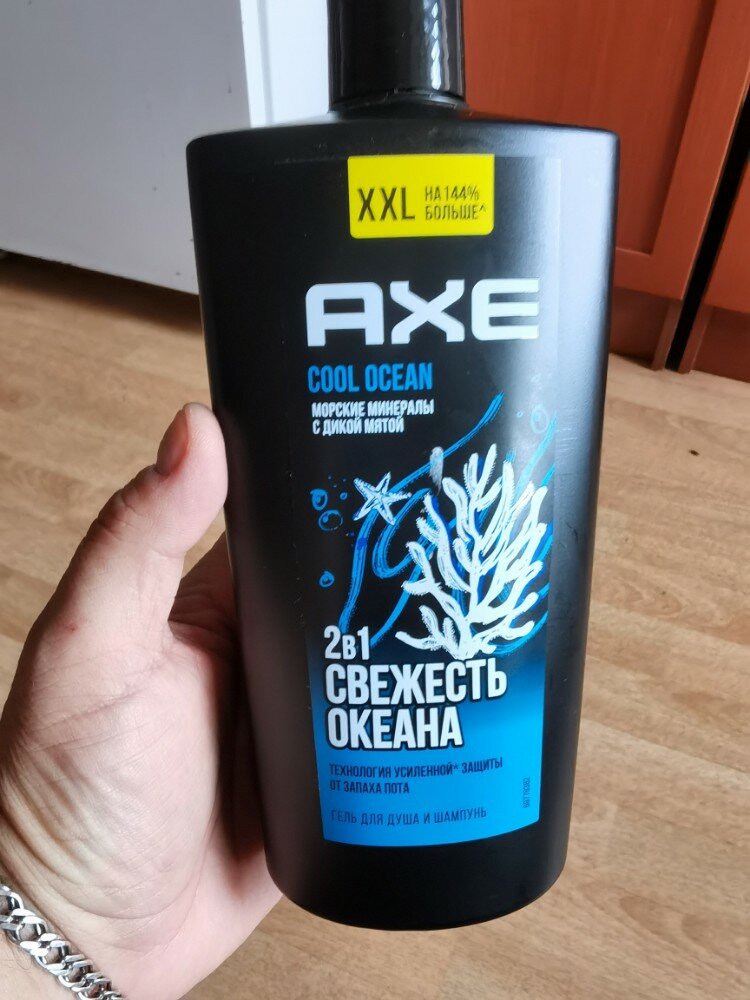 XXL НА 144%
БОЛЬШЕ^
AXE
COOL OCEAN
МОРСКИЕ МИНЕРАЛЫ
С ДИКОЙ МЯТОЙ
2В1
СВЕЖЕСТЬ
ОКЕАНА
ТЕХНОЛОГИЯ УСИЛЕННОЙ* ЗАЩИТЫ
ОТ ЗАПАХА ПОТА
ГЕЛЬ ДЛЯ ДУША И ШАМПУНЬ